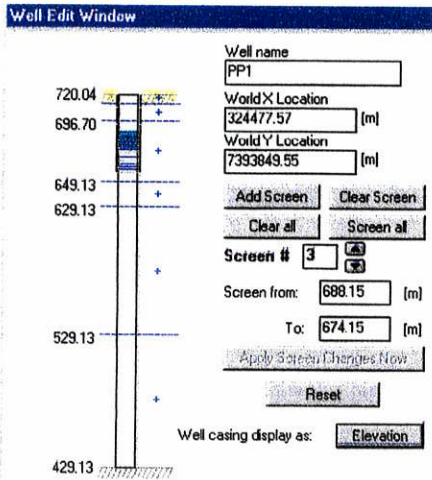 Well Edit Window
Well name
PP1
720.04
World X Location
324477.57 [m]
696.70
World Y Location
7393849.55 [m]
649.13
Add Screen Clear Screen
629.13
Clear all Screen all
Screen # 3
Screen from: 688.15 [m]
529.13
To: 674.15 [m]
Apply Screen Changes Now
Reset
Well casing display as: Elevation
429.13